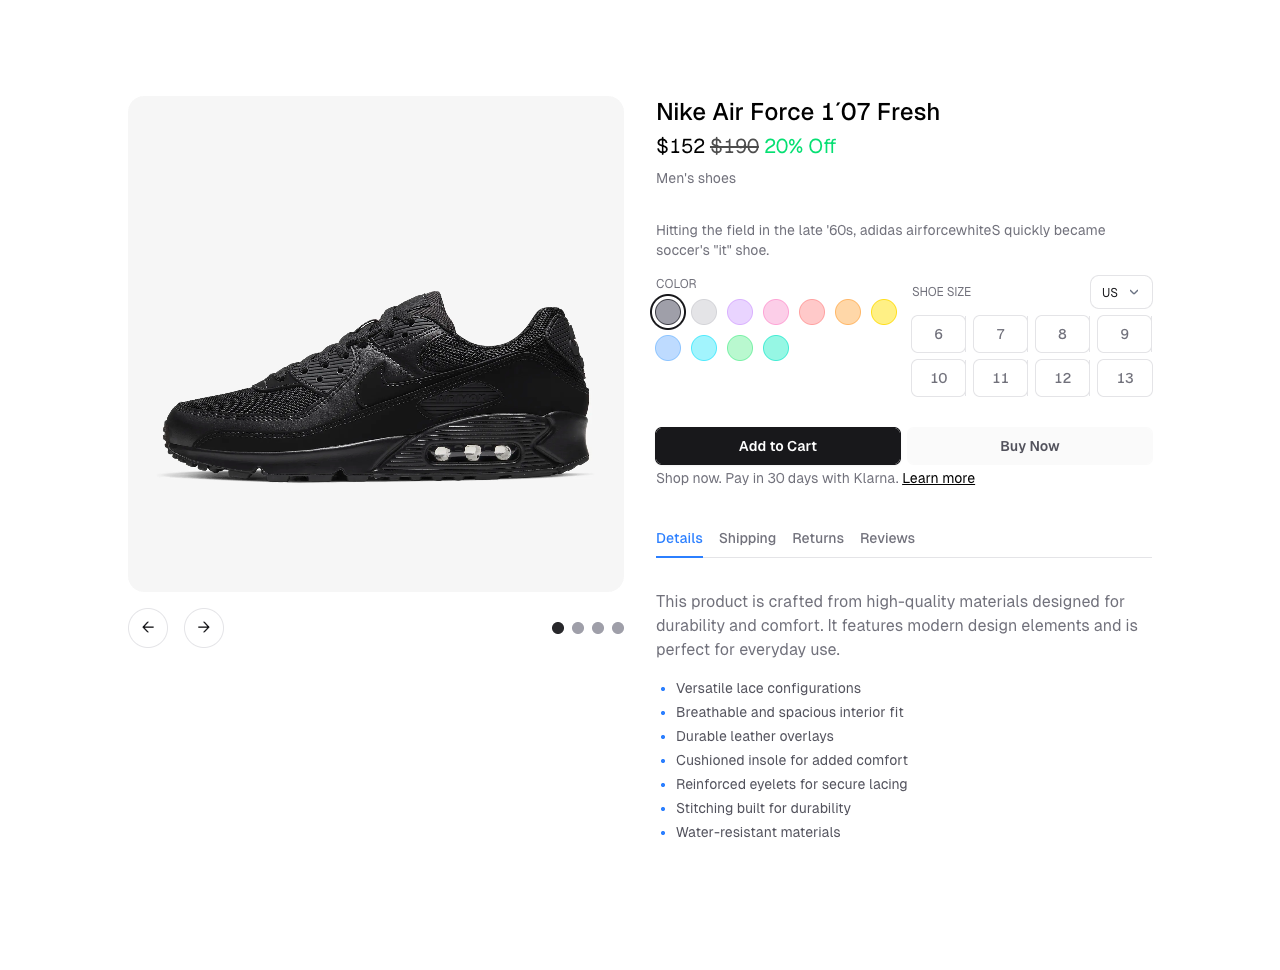 Nike Air Force 1´07 Fresh
$152 $190 20% Off
Men's shoes
Hitting the field in the late '60s, adidas airforcewhiteS quickly became
soccer's "it" shoe.
COLOR
SHOE SIZE
US
6 7 8 9
10 11 12 13
Add to Cart
Buy Now
Shop now. Pay in 30 days with Klarna. Learn more
Details Shipping Returns Reviews
This product is crafted from high-quality materials designed for
durability and comfort. It features modern design elements and is
perfect for everyday use.
Versatile lace configurations
Breathable and spacious interior fit
Durable leather overlays
Cushioned insole for added comfort
Reinforced eyelets for secure lacing
Stitching built for durability
Water-resistant materials